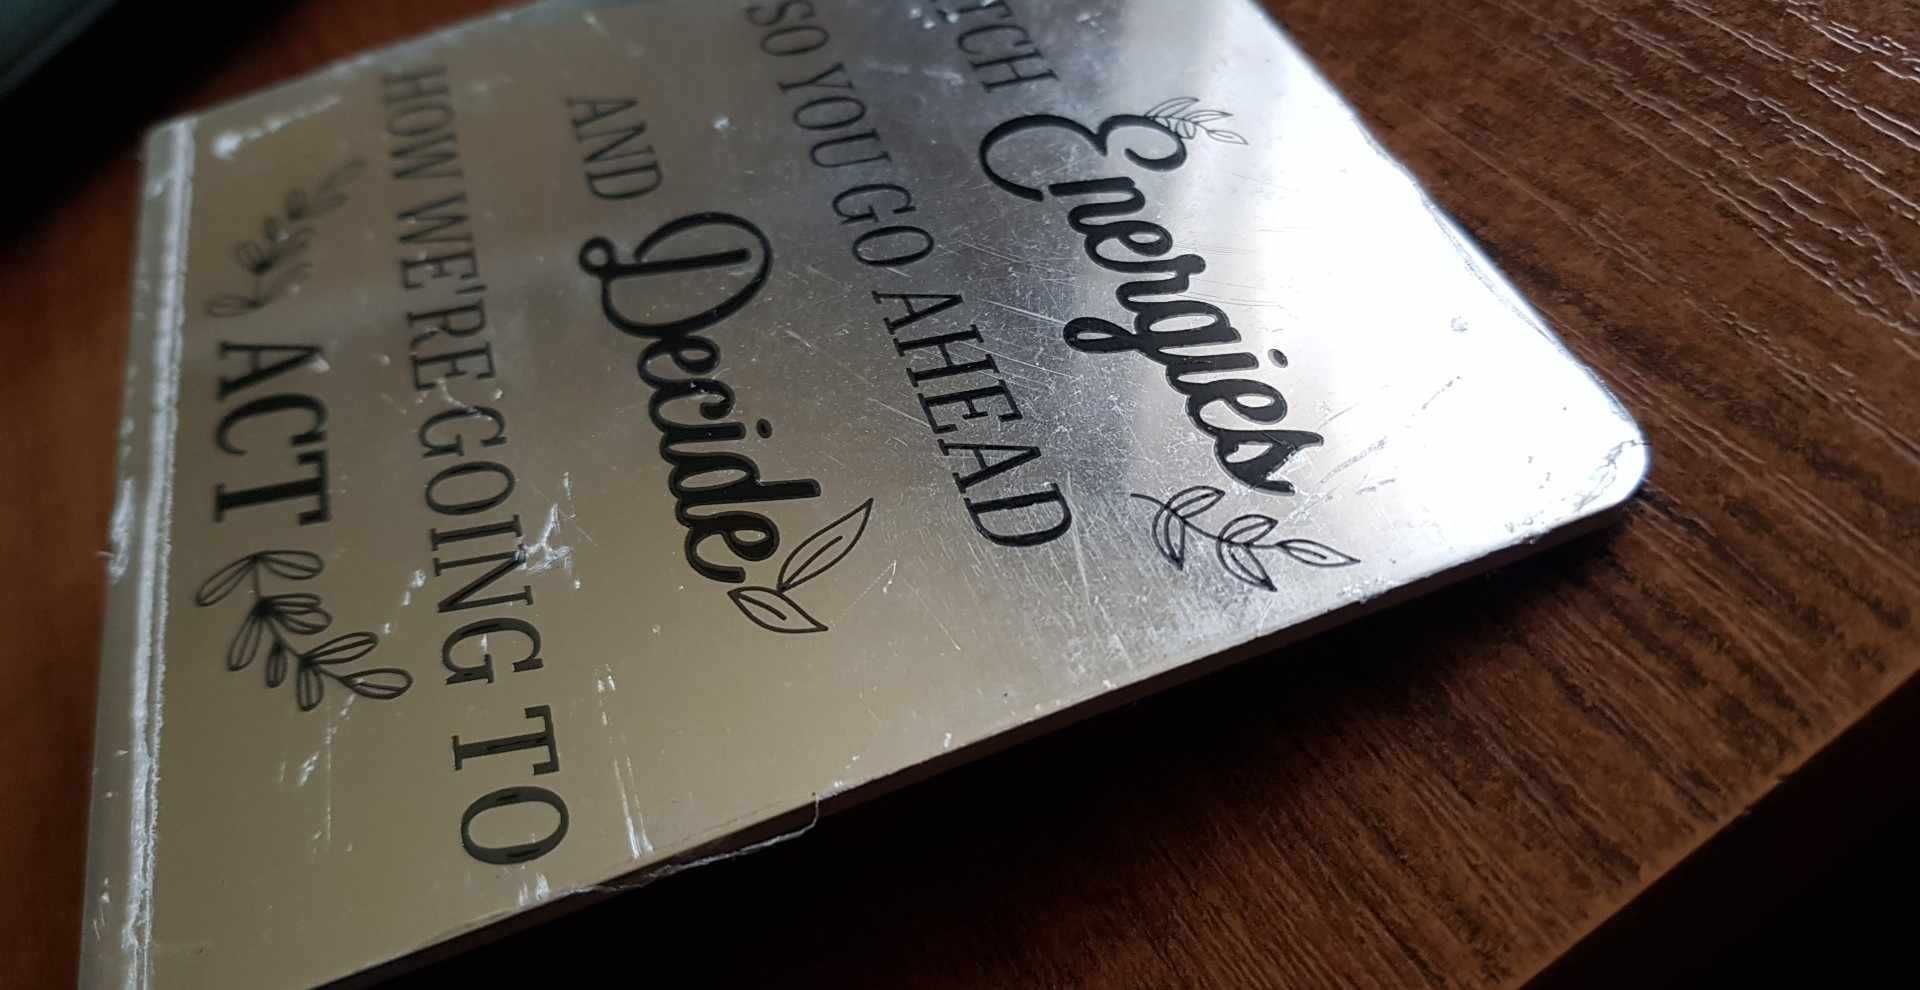 Energies
SO YOU GO AHEAD
AND Decide
HOW WE'RE GOING TO
ACT